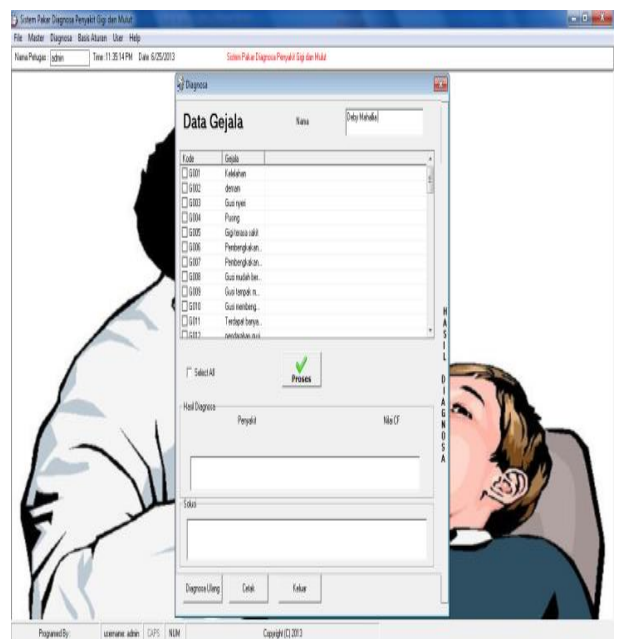 Sistem Pakar Diagnosa Penyakit Gigi dan Mulut
File Master Diagnosa Basis Aturan User Help
Nama Petugas : admin Time :11:35:14 PM Date :6/25/2013 Sistem Pakar Diagnosa Penyakit Gigi dan Mulut
Diagnosa
Data Gejala Nama Deby Mahalia
Kode Gejala
G001 Kelelahan
G002 demam
G003 Gusi nyeri
G004 Pusing
G005 Gigi terasa sakit
G006 Pembengkakan...
G007 Pembengkakan...
G008 Gusi mudah ber...
G009 Gusi tampak m...
G010 Gusi membeng...
G011 Terdapat banya...
G012 pendarahan gusi
Select All
Proses
HASIL DIAGNOSA
Hasil Diagnosa
Penyakit Nilai CF
Solusi
Diagnosa Ulang Cetak Keluar
Programed By: username: admin CAPS NUM Copyright (C) 2013